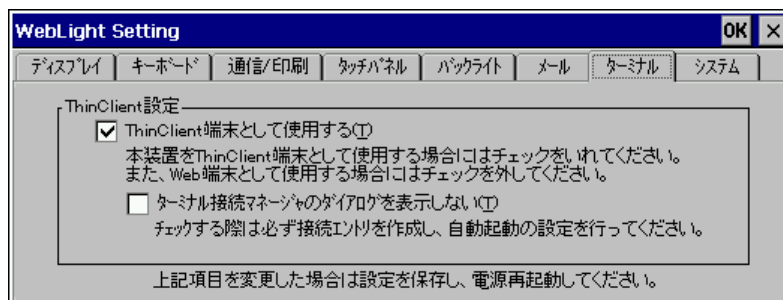 WebLight Setting OK ×
ディスプレイ キーボード 通信/印刷 タッチパネル バックライト メール ターミナル システム
ThinClient設定
ThinClient端末として使用する(T)
本装置をThinClient端末として使用する場合にはチェックをいれてください。
また、Web端末として使用する場合にはチェックを外してください。
ターミナル接続マネージャのダイアログを表示しない(T)
チェックする際は必ず接続エントリを作成し、自動起動の設定を行ってください。
上記項目を変更した場合は設定を保存し、電源再起動してください。